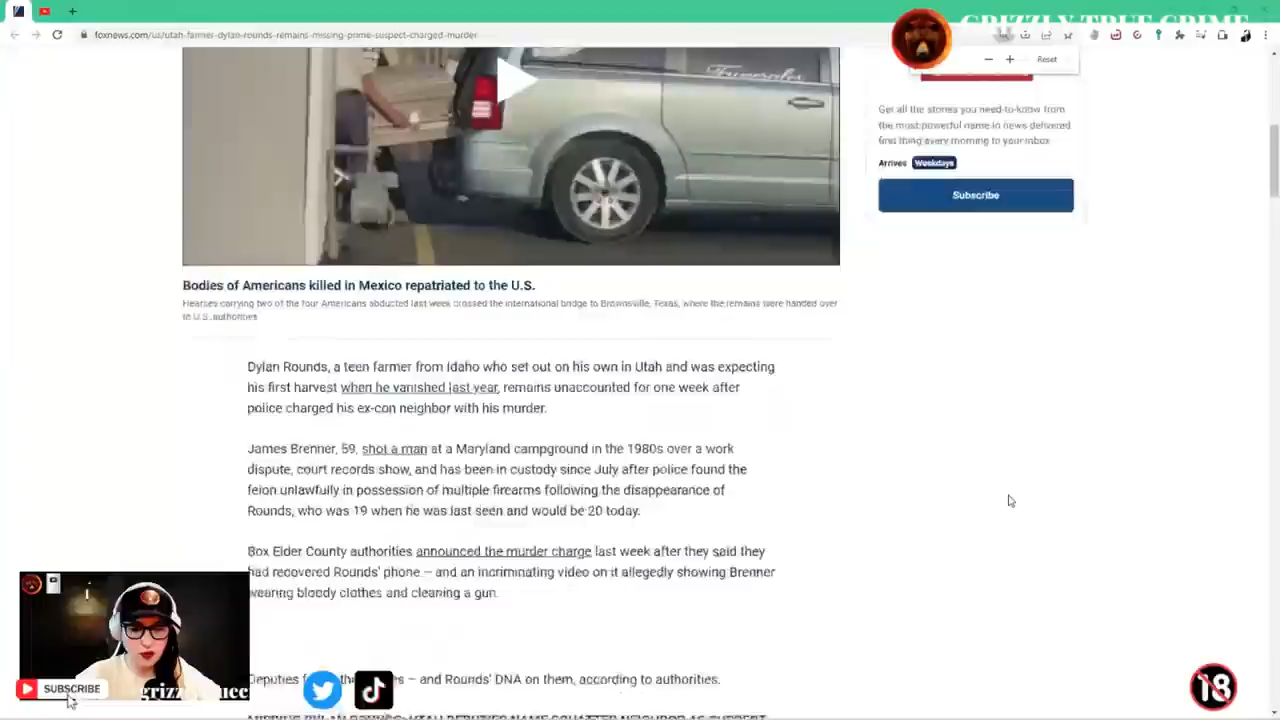 GRIZZLY TRUE CRIME
foxnews.com/us/utah-farmer-dylan-rounds-remains-missing-prime-suspect-charged-murder
Reset
Funerales
Get all the stories you need-to-know from
the most powerful name in news delivered
first thing every morning to your inbox
Arrives Weekdays
Subscribe
Bodies of Americans killed in Mexico repatriated to the U.S.
Hearses carrying two of the four Americans abducted last week crossed the international bridge to Brownsville, Texas, where the remains were handed over
to U.S. authorities
Dylan Rounds, a teen farmer from Idaho who set out on his own in Utah and was expecting
his first harvest when he vanished last year, remains unaccounted for one week after
police charged his ex-con neighbor with his murder.
James Brenner, 59, shot a man at a Maryland campground in the 1980s over a work
dispute, court records show, and has been in custody since July after police found the
felon unlawfully in possession of multiple firearms following the disappearance of
Rounds, who was 19 when he was last seen and would be 20 today.
Box Elder County authorities announced the murder charge last week after they said they
had recovered Rounds' phone – and an incriminating video on it allegedly showing Brenner
wearing bloody clothes and cleaning a gun.
– and Rounds' DNA on them, according to authorities.
SUBSCRIBE
18